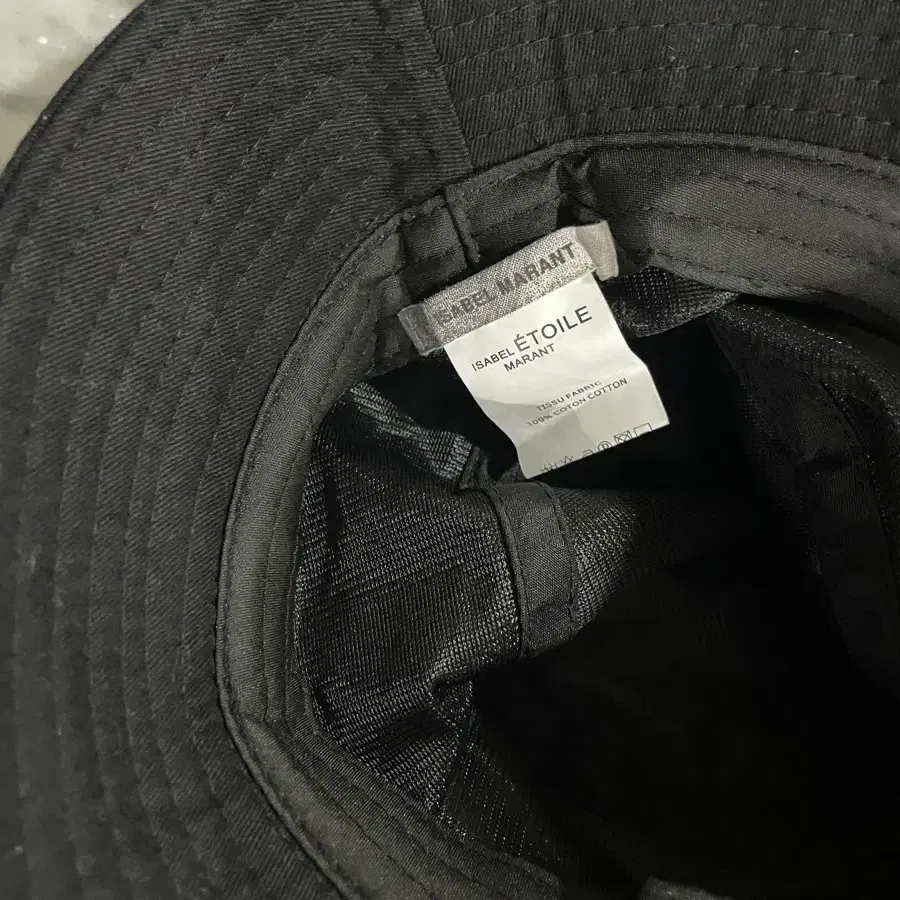 ISABEL MARANT
ISABEL ÉTOILE
MARANT
TISSU FABRIC
100% COTON COTTON